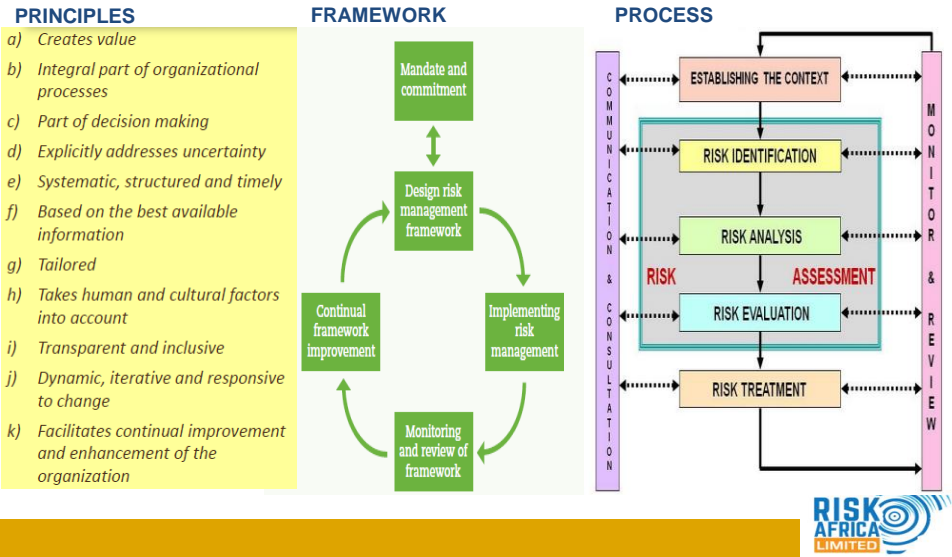 PRINCIPLES
a) Creates value
b) Integral part of organizational
processes
c) Part of decision making
d) Explicitly addresses uncertainty
e) Systematic, structured and timely
f) Based on the best available
information
g) Tailored
h) Takes human and cultural factors
into account
i) Transparent and inclusive
j) Dynamic, iterative and responsive
to change
k) Facilitates continual improvement
and enhancement of the
organization
FRAMEWORK
Mandate and
commitment
Design risk
management
framework
Continual
framework
improvement
Implementing
risk
management
Monitoring
and review of
framework
PROCESS
COMMUNICATION & CONSULTATION
ESTABLISHING THE CONTEXT
RISK IDENTIFICATION
RISK ANALYSIS
RISK ASSESSMENT
RISK EVALUATION
RISK TREATMENT
MONITOR & REVIEW
RISK
AFRICA
LIMITED